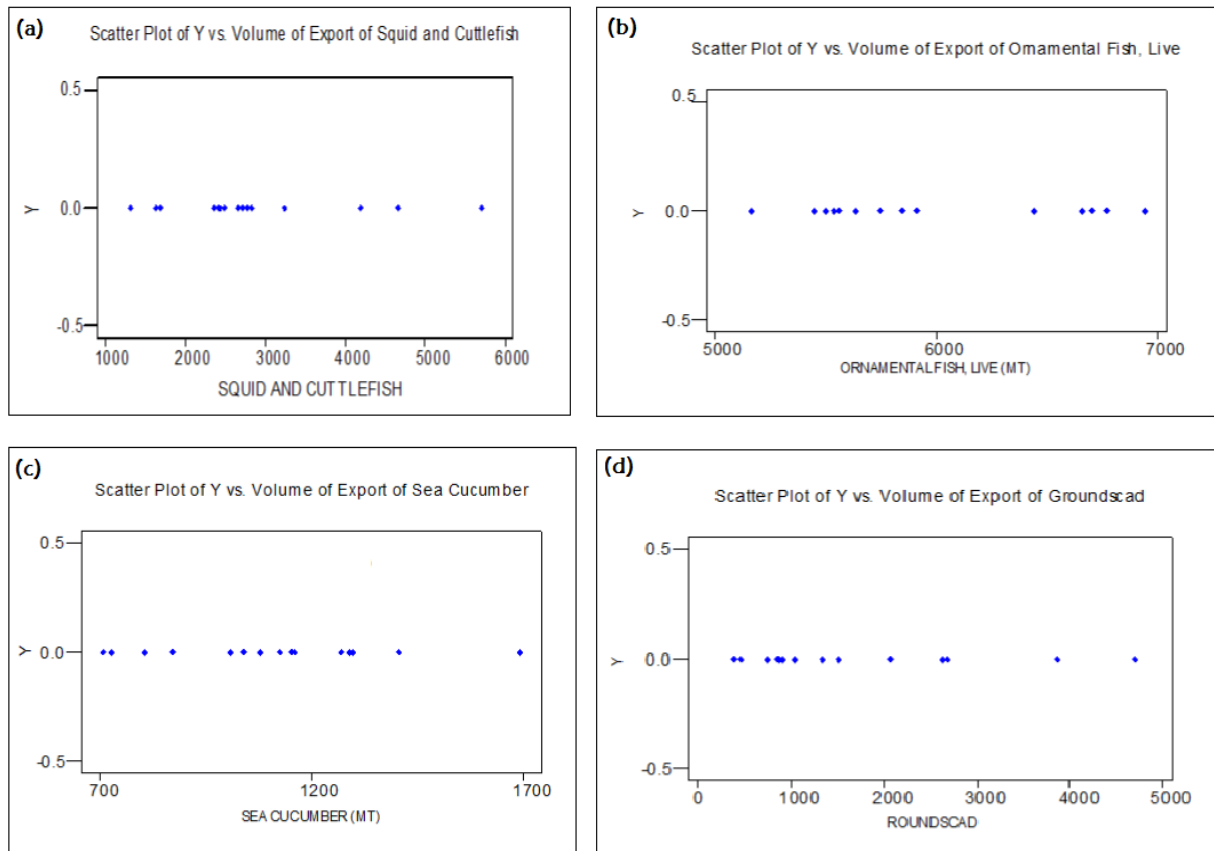 (a)
Scatter Plot of Y vs. Volume of Export of Squid and Cuttlefish
0.5
Y
0.0
-0.5
1000 2000 3000 4000 5000 6000
SQUID AND CUTTLEFISH
(b)
Scatter Plot of Y vs. Volume of Export of Ornamental Fish, Live
0.5
Y
0.0
-0.5
5000 6000 7000
ORNAMENTAL FISH, LIVE (MT)
(c)
Scatter Plot of Y vs. Volume of Export of Sea Cucumber
0.5
Y
0.0
-0.5
700 1200 1700
SEA CUCUMBER (MT)
(d)
Scatter Plot of Y vs. Volume of Export of Groundscad
0.5
Y
0.0
-0.5
0 1000 2000 3000 4000 5000
ROUNDSCAD